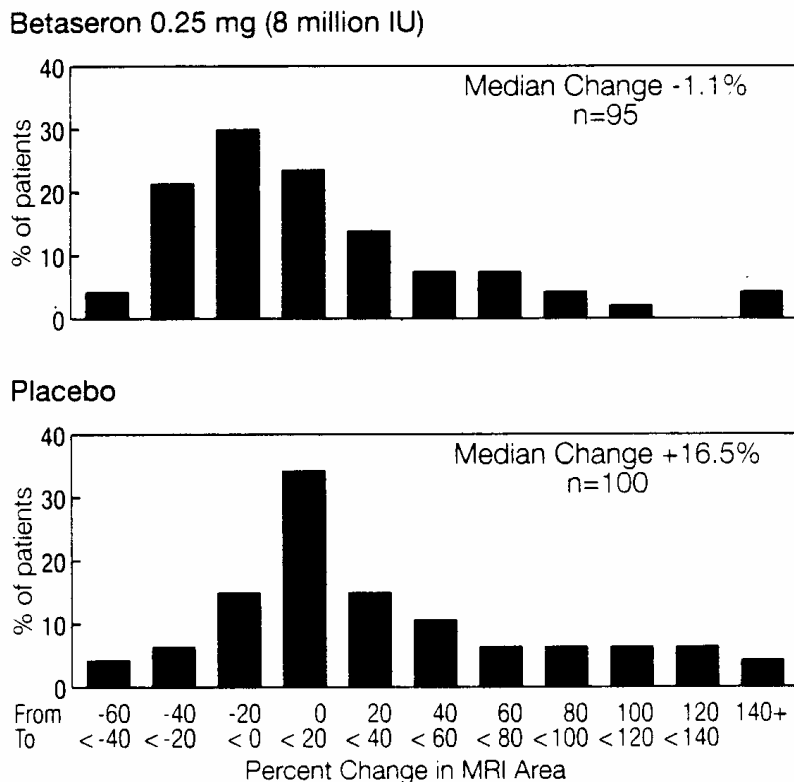 Betaseron 0.25 mg (8 million IU)
% of patients
40
30
20
10
0
Median Change -1.1%
n=95
Placebo
% of patients
40
30
20
10
0
Median Change +16.5%
n=100
From -60 -40 -20 0 20 40 60 80 100 120 140+
To <-40 <-20 <0 <20 <40 <60 <80 <100 <120 <140
Percent Change in MRI Area